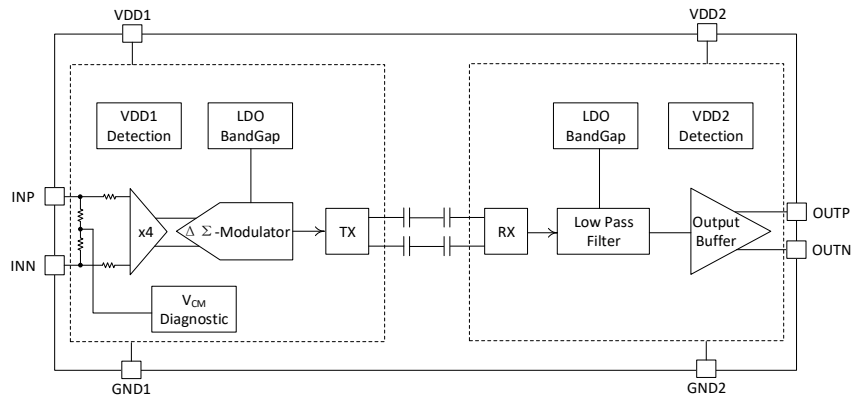 VDD1
VDD2
VDD1
Detection
LDO
BandGap
LDO
BandGap
VDD2
Detection
INP
INN
x4
Δ Σ-Modulator
TX
RX
Low Pass
Filter
Output
Buffer
OUTP
OUTN
VCM
Diagnostic
GND1
GND2